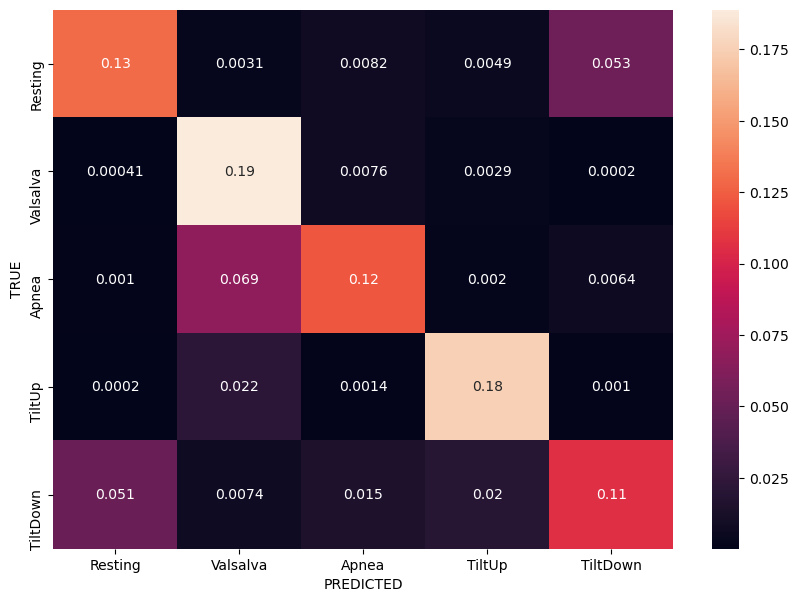 TRUE
Resting
0.13 0.0031 0.0082 0.0049 0.053
Valsalva
0.00041 0.19 0.0076 0.0029 0.0002
Apnea
0.001 0.069 0.12 0.002 0.0064
TiltUp
0.0002 0.022 0.0014 0.18 0.001
TiltDown
0.051 0.0074 0.015 0.02 0.11
Resting Valsalva Apnea TiltUp TiltDown
PREDICTED
0.175
0.150
0.125
0.100
0.075
0.050
0.025